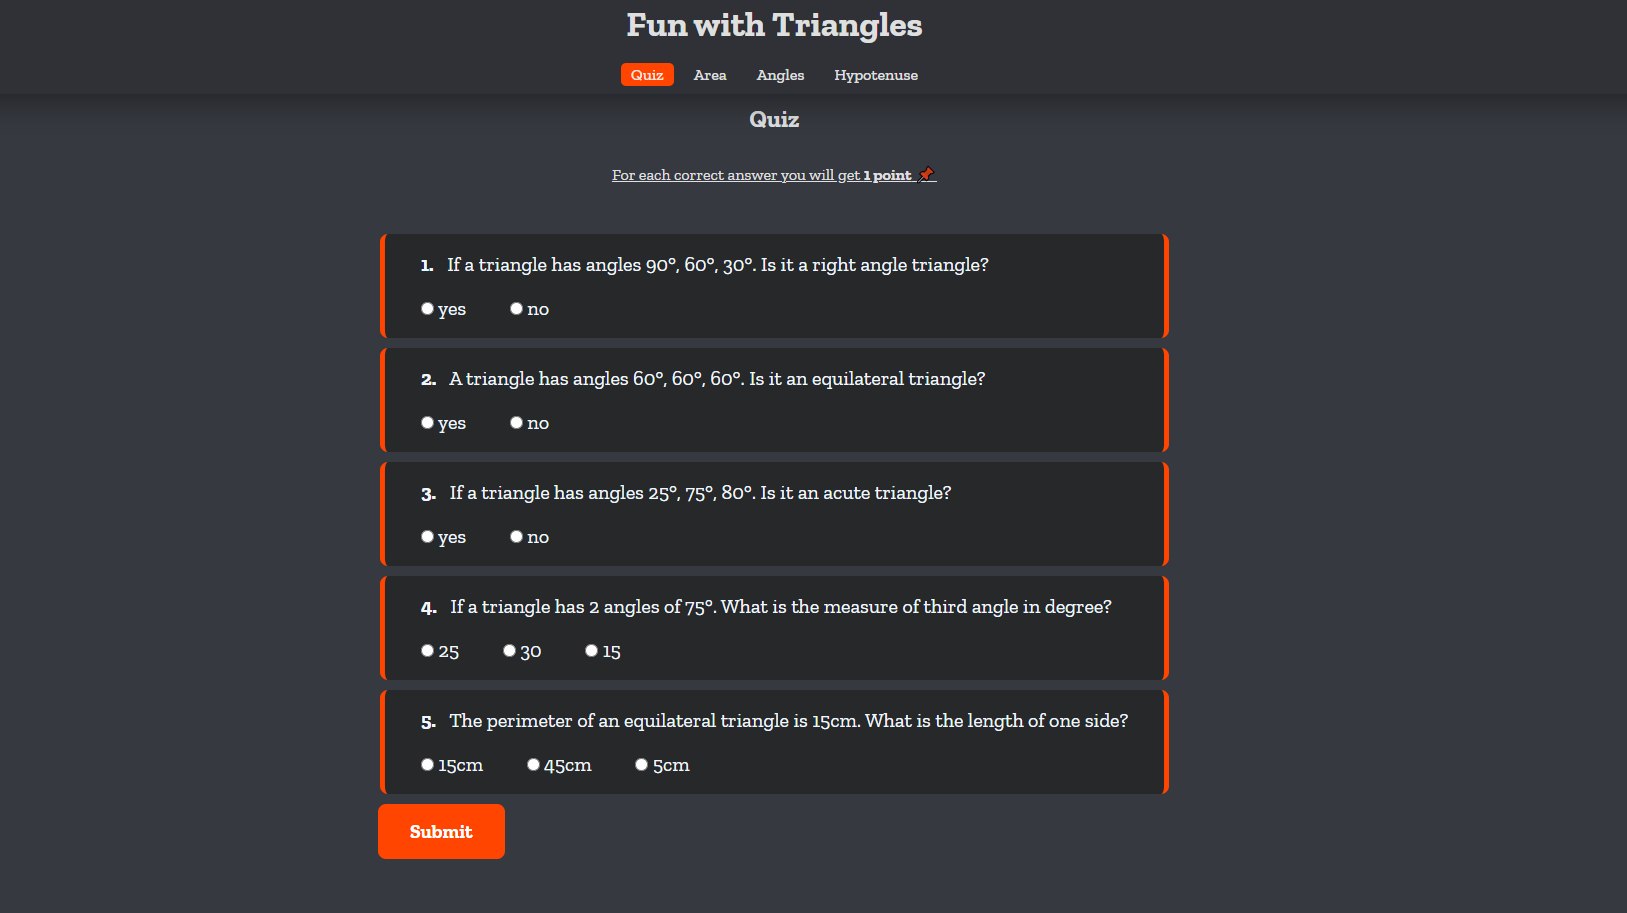 Fun with Triangles
Quiz Area Angles Hypotenuse
Quiz
For each correct answer you will get 1 point 📌
1. If a triangle has angles 90°, 60°, 30°. Is it a right angle triangle?
yes no
2. A triangle has angles 60°, 60°, 60°. Is it an equilateral triangle?
yes no
3. If a triangle has angles 25°, 75°, 80°. Is it an acute triangle?
yes no
4. If a triangle has 2 angles of 75°. What is the measure of third angle in degree?
25 30 15
5. The perimeter of an equilateral triangle is 15cm. What is the length of one side?
15cm 45cm 5cm
Submit